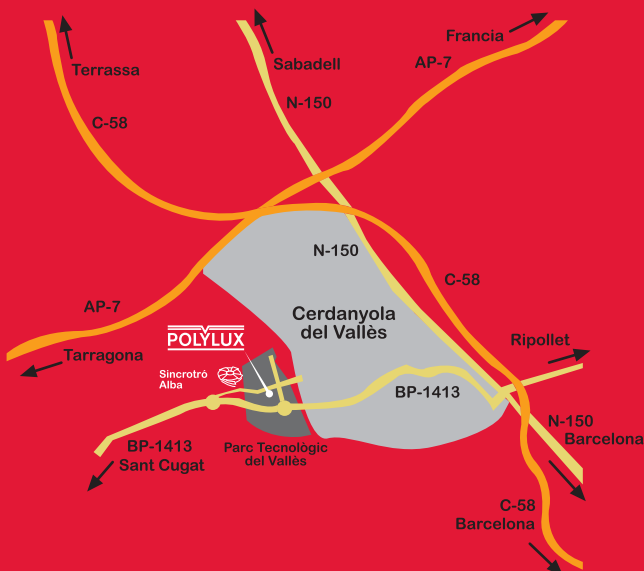 Francia
Terrassa
Sabadell
AP-7
N-150
C-58
N-150
C-58
Cerdanyola
del Vallès
AP-7
Tarragona
POLYLUX
Ripollet
Sincrotró
Alba
BP-1413
N-150
Barcelona
BP-1413
Sant Cugat
Parc Tecnològic
del Vallès
C-58
Barcelona